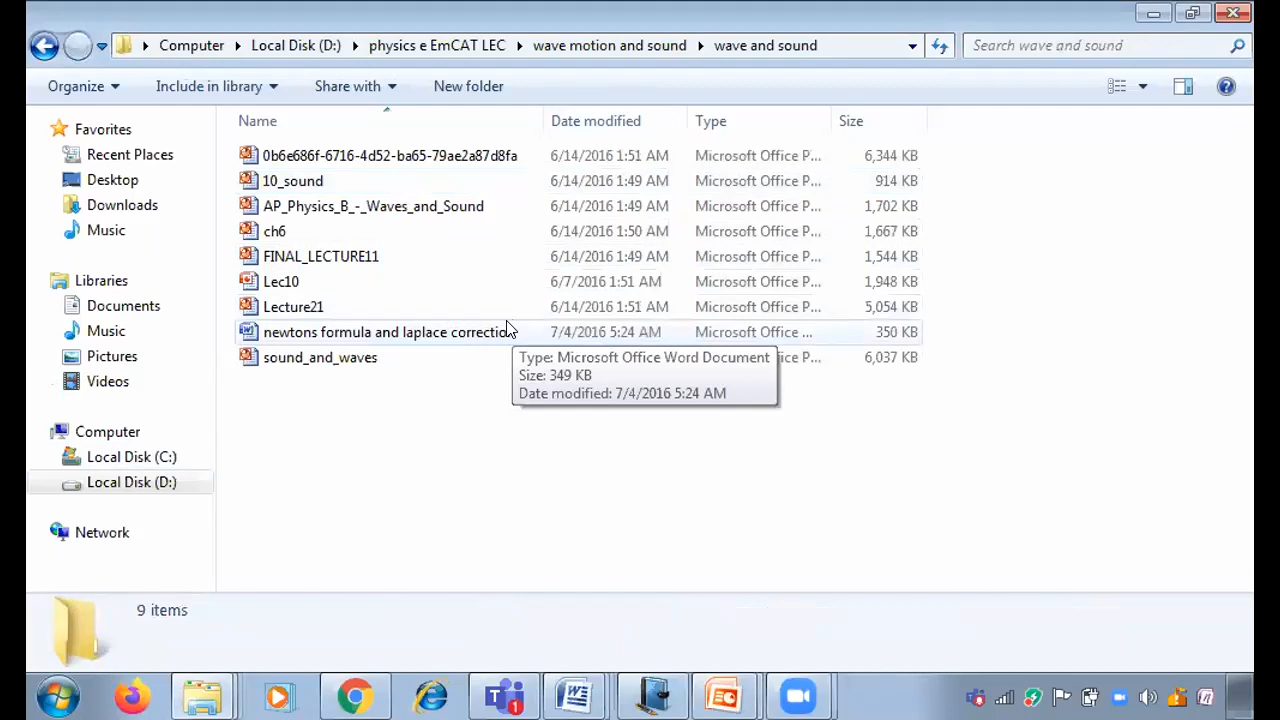 Computer Local Disk (D:) physics e EmCAT LEC wave motion and sound wave and sound Search wave and sound
Organize Include in library Share with New folder
Name Date modified Type Size
Favorites
Recent Places
Desktop
Downloads
Music
Libraries
Documents
Music
Pictures
Videos
Computer
Local Disk (C:)
Local Disk (D:)
Network
0b6e686f-6716-4d52-ba65-79ae2a87d8fa 6/14/2016 1:51 AM Microsoft Office P... 6,344 KB
10_sound 6/14/2016 1:49 AM Microsoft Office P... 914 KB
AP_Physics_B_-_Waves_and_Sound 6/14/2016 1:49 AM Microsoft Office P... 1,702 KB
ch6 6/14/2016 1:50 AM Microsoft Office P... 1,667 KB
FINAL_LECTURE11 6/14/2016 1:49 AM Microsoft Office P... 1,544 KB
Lec10 6/7/2016 1:51 AM Microsoft Office P... 1,948 KB
Lecture21 6/14/2016 1:51 AM Microsoft Office P... 5,054 KB
newtons formula and laplace correctio 7/4/2016 5:24 AM Microsoft Office ... 350 KB
sound_and_waves ice P... 6,037 KB
Type: Microsoft Office Word Document
Size: 349 KB
Date modified: 7/4/2016 5:24 AM
9 items
1